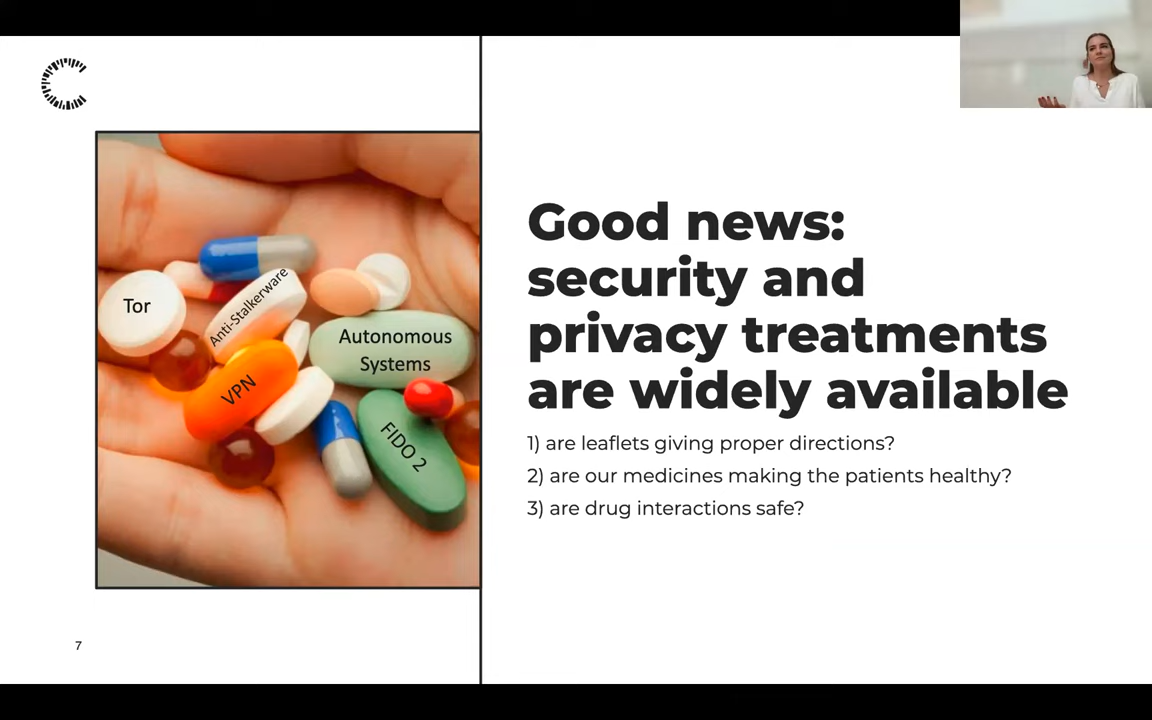 Tor
Anti-Stalkerware
Autonomous
Systems
VPN
FIDO 2
7
Good news:
security and
privacy treatments
are widely available
1) are leaflets giving proper directions?
2) are our medicines making the patients healthy?
3) are drug interactions safe?